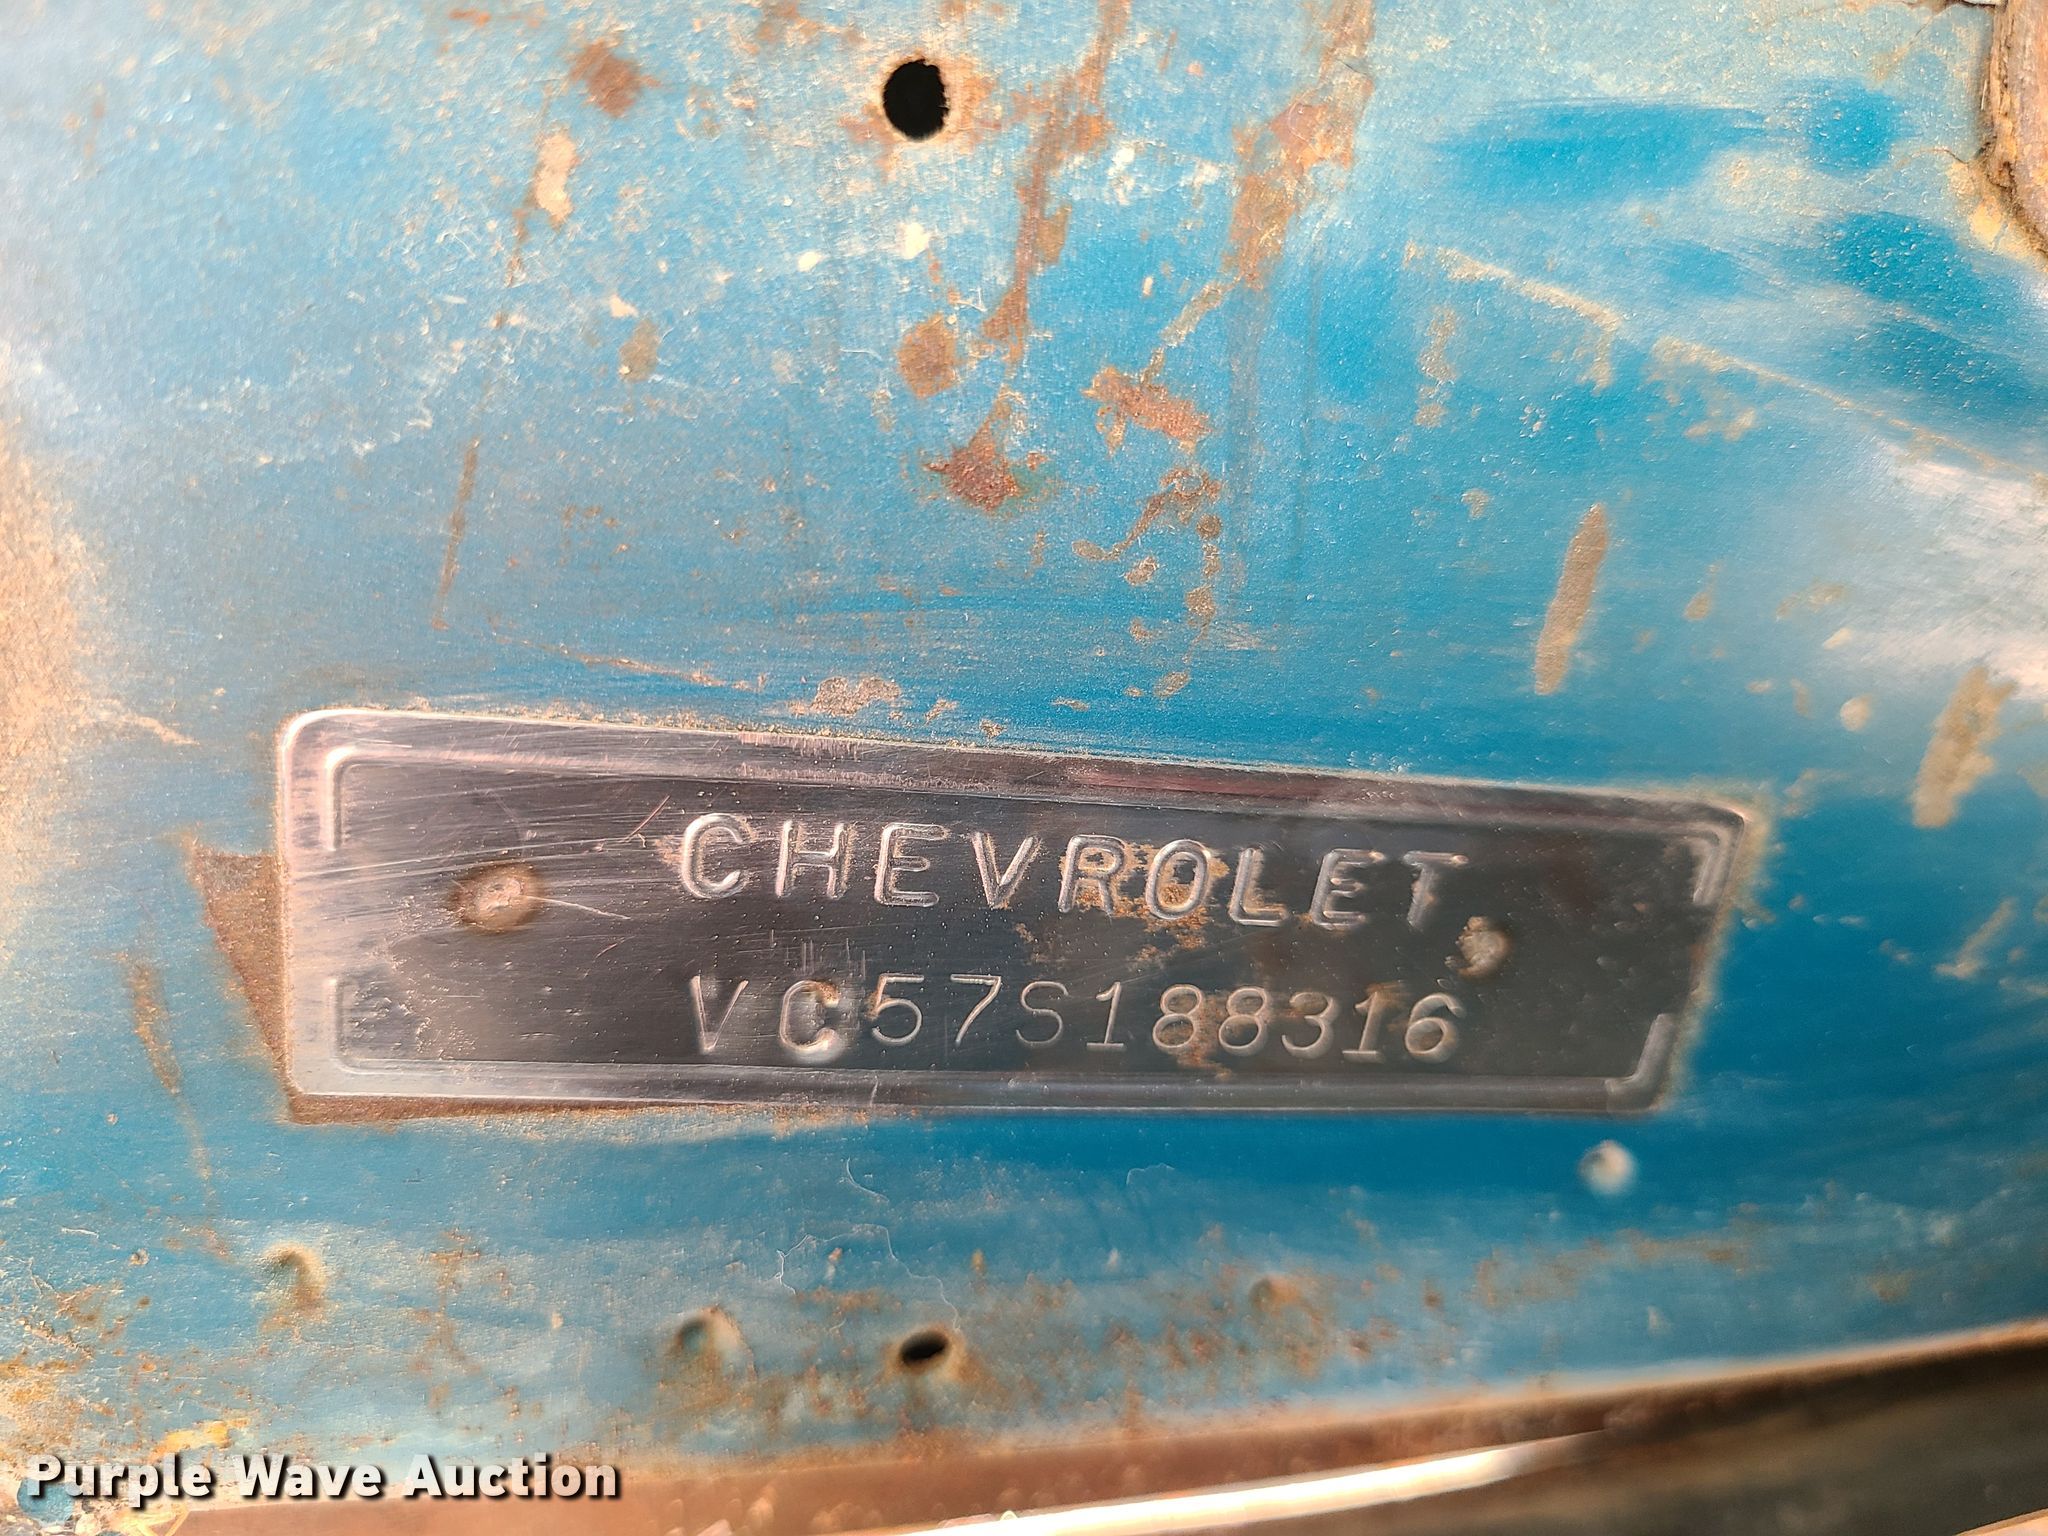 CHEVROLET
VC57S188316
Purple Wave Auction